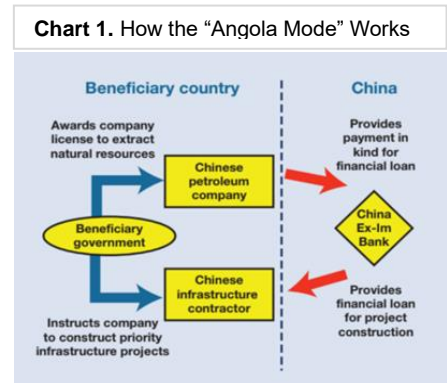 Chart 1. How the “Angola Mode” Works
Beneficiary country
China
Awards company
license to extract
natural resources
Chinese
petroleum
company
Provides
payment in
kind for
financial loan
Beneficiary
government
China
Ex-Im
Bank
Chinese
infrastructure
contractor
Instructs company
to construct priority
infrastructure projects
Provides
financial loan
for project
construction